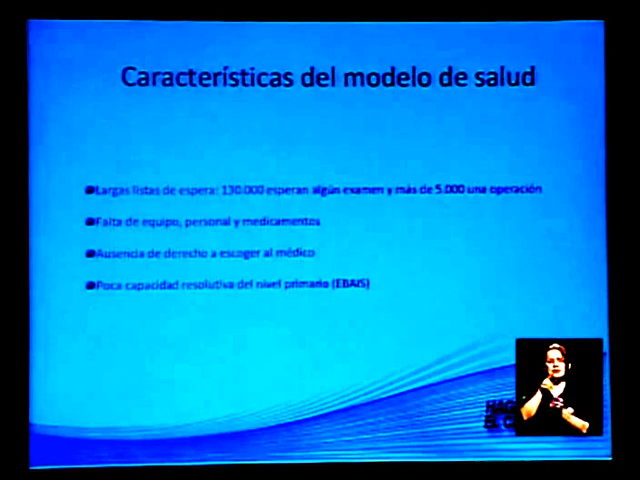 Características del modelo de salud
Largas listas de espera: 130.000 esperan algún examen y más de 5.000 una operación
Falta de equipo, personal y medicamentos
Ausencia de derecho a escoger al médico
Poca capacidad resolutiva del nivel primario (EBAIS)